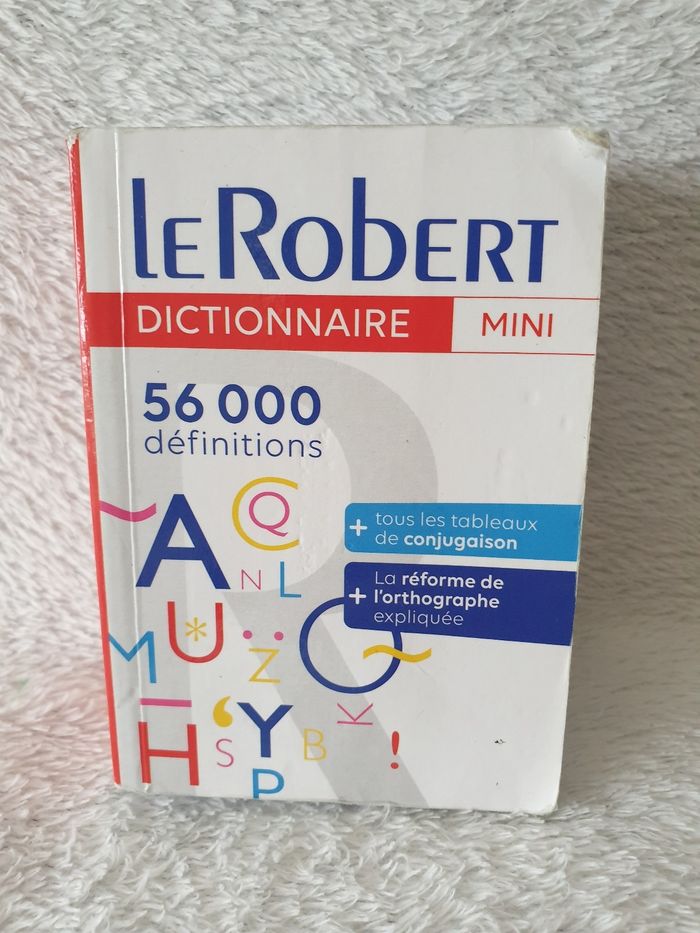 leRobert
DICTIONNAIRE MINI
56 000
définitions
+ tous les tableaux
de conjugaison
+ La réforme de
l'orthographe
expliquée
A Q
N L
M U * Z
H S Y B K !
P